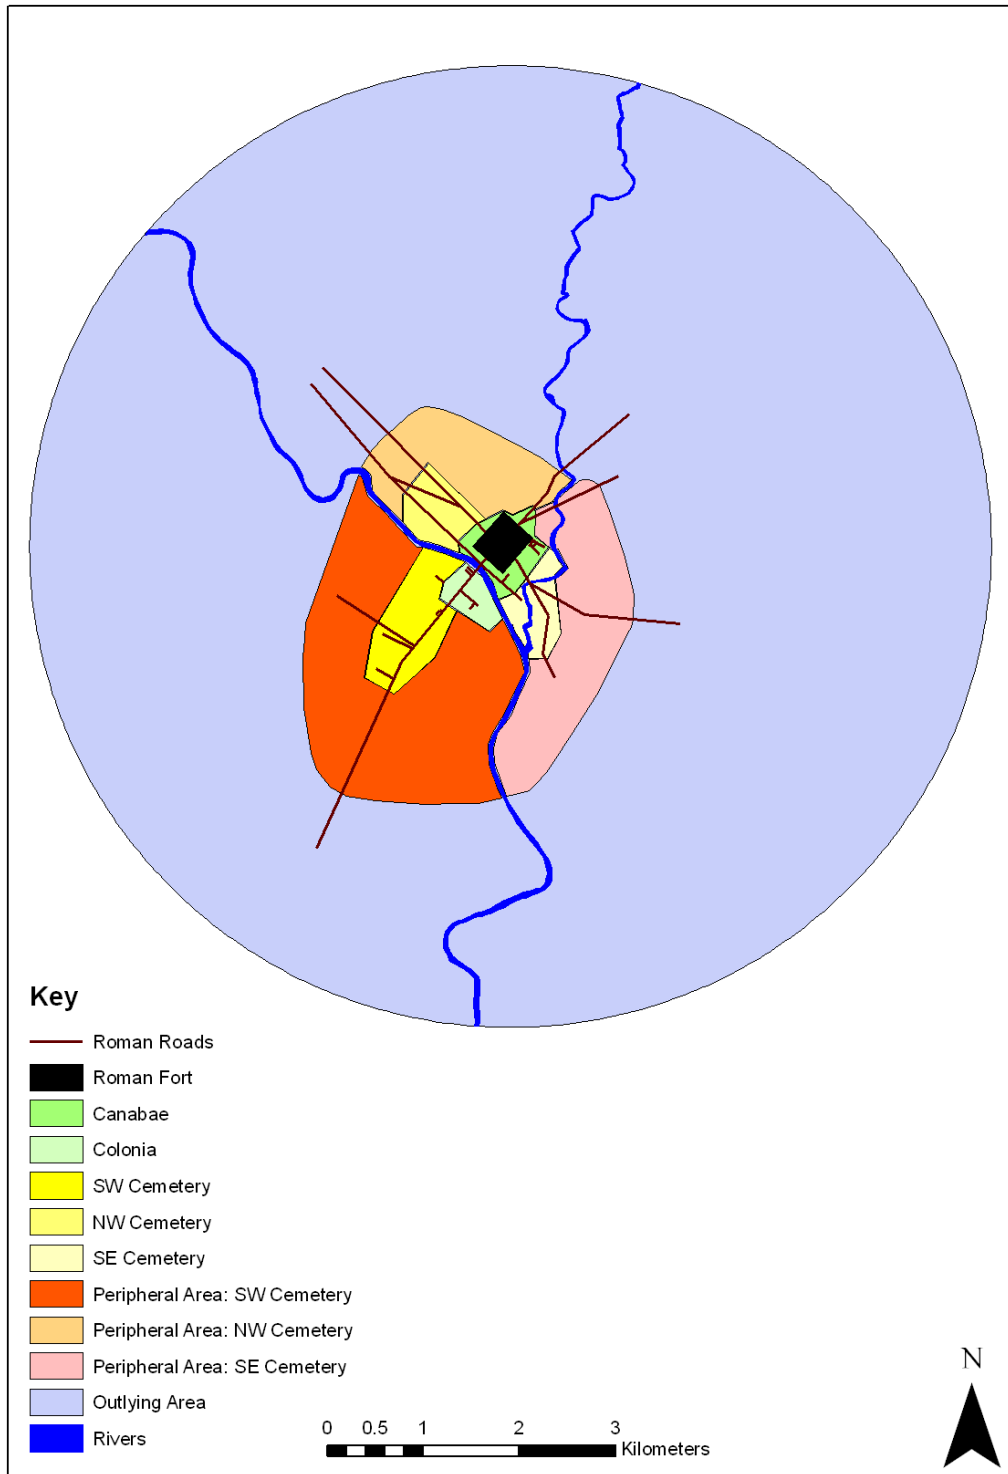 Key
Roman Roads
Roman Fort
Canabae
Colonia
SW Cemetery
NW Cemetery
SE Cemetery
Peripheral Area: SW Cemetery
Peripheral Area: NW Cemetery
Peripheral Area: SE Cemetery
Outlying Area
Rivers
0 0.5 1 2 3
Kilometers
N